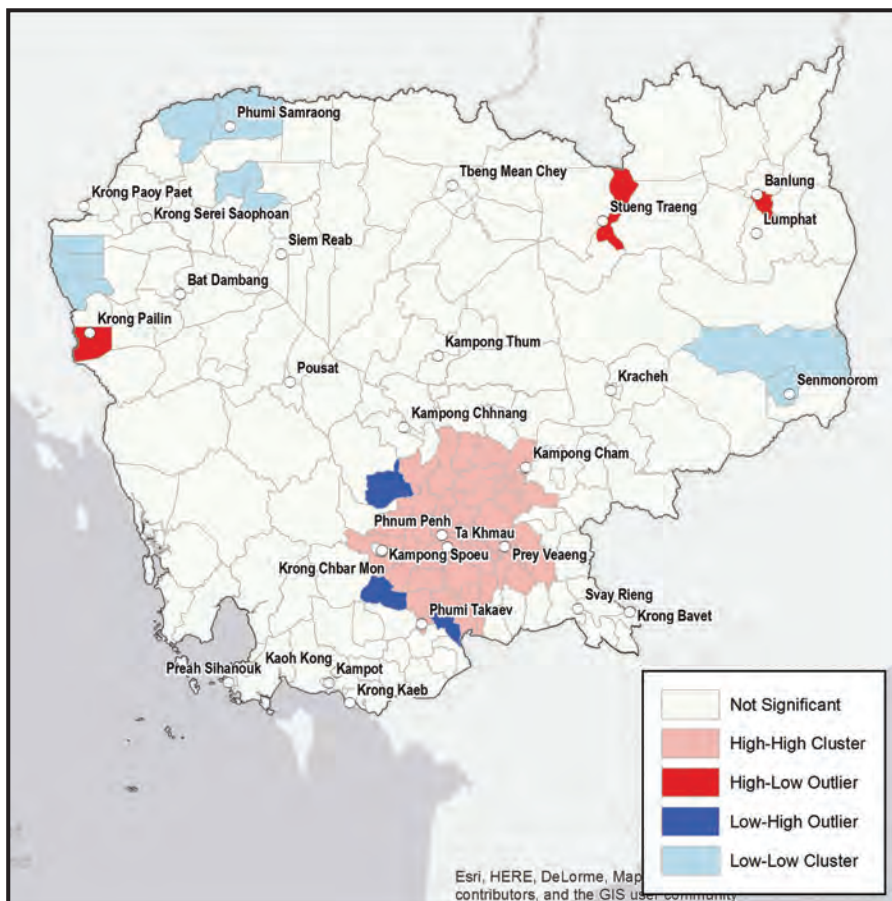 Phumi Samraong
Tbeng Mean Chey
Banlung
Krong Paoy Paet
Krong Serei Saophoan
Stueng Traeng
Lumphat
Siem Reab
Bat Dambang
Krong Pailin
Kampong Thum
Pousat
Kracheh
Senmonorom
Kampong Chhnang
Kampong Cham
Phnum Penh
Ta Khmau
Kampong Spoeu
Prey Veaeng
Krong Chbar Mon
Svay Rieng
Phumi Takaev
Krong Bavet
Kaoh Kong
Preah Sihanouk
Kampot
Krong Kaeb
Not Significant
High-High Cluster
High-Low Outlier
Low-High Outlier
Low-Low Cluster
Esri, HERE, DeLorme, Map
contributors, and the GIS user community